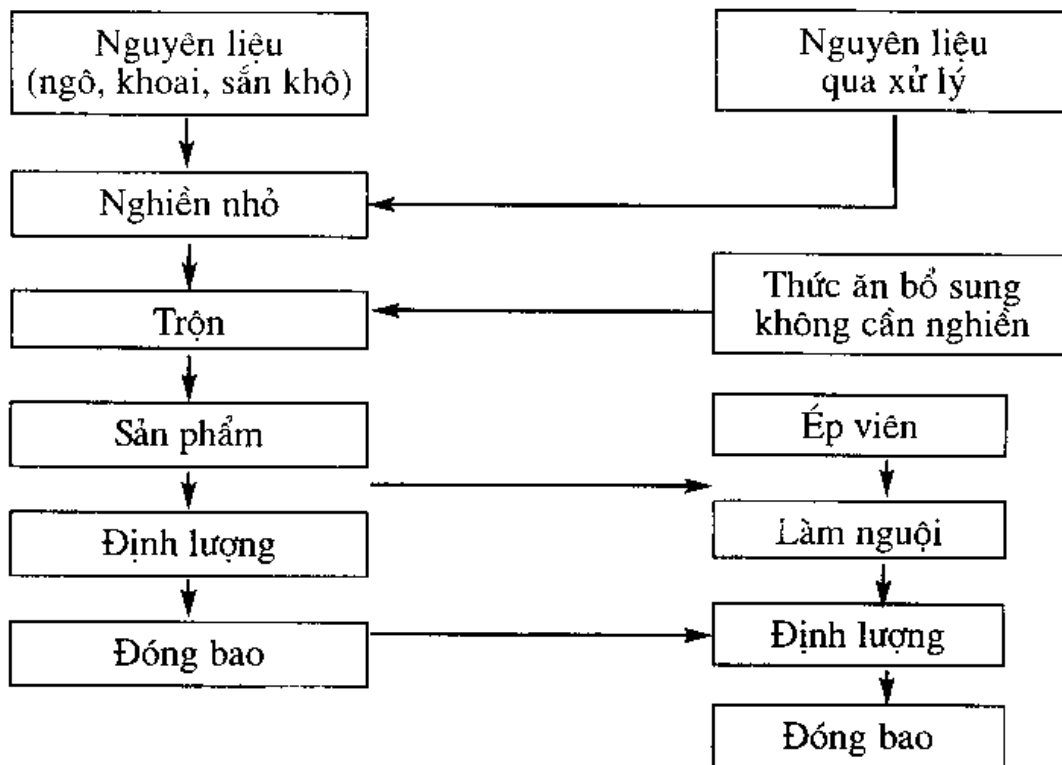 Nguyên liệu
(ngô, khoai, sắn khô)
Nguyên liệu
qua xử lý
Nghiền nhỏ
Trộn
Thức ăn bổ sung
không cần nghiền
Sản phẩm
Ép viên
Định lượng
Làm nguội
Đóng bao
Định lượng
Đóng bao